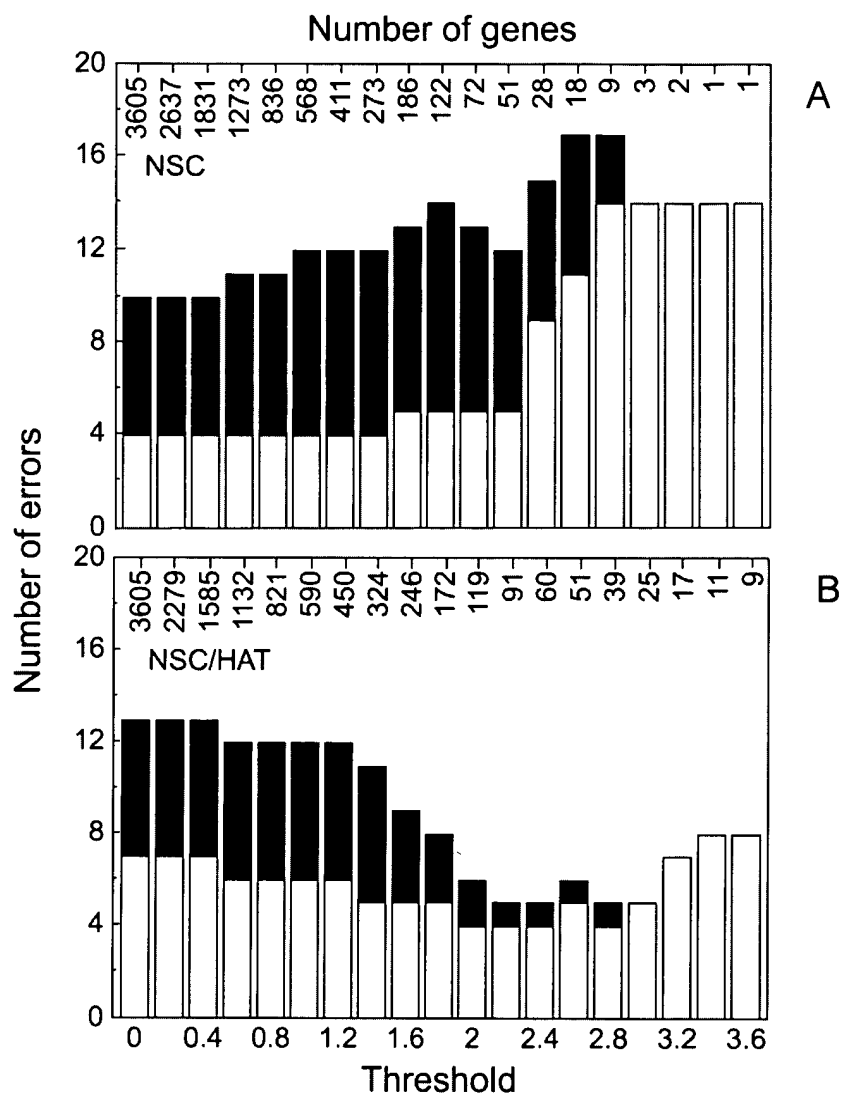 Number of genes
20 16 12 8 4 0
3605 2637 1831 1273 836 568 411 273 186 122 72 51 28 18 9 3 2 1 1
A
NSC
Number of errors
20 16 12 8 4 0
3605 2279 1585 1132 821 590 450 324 246 172 119 91 60 51 39 25 17 11 9
B
NSC/HAT
0 0.4 0.8 1.2 1.6 2 2.4 2.8 3.2 3.6
Threshold